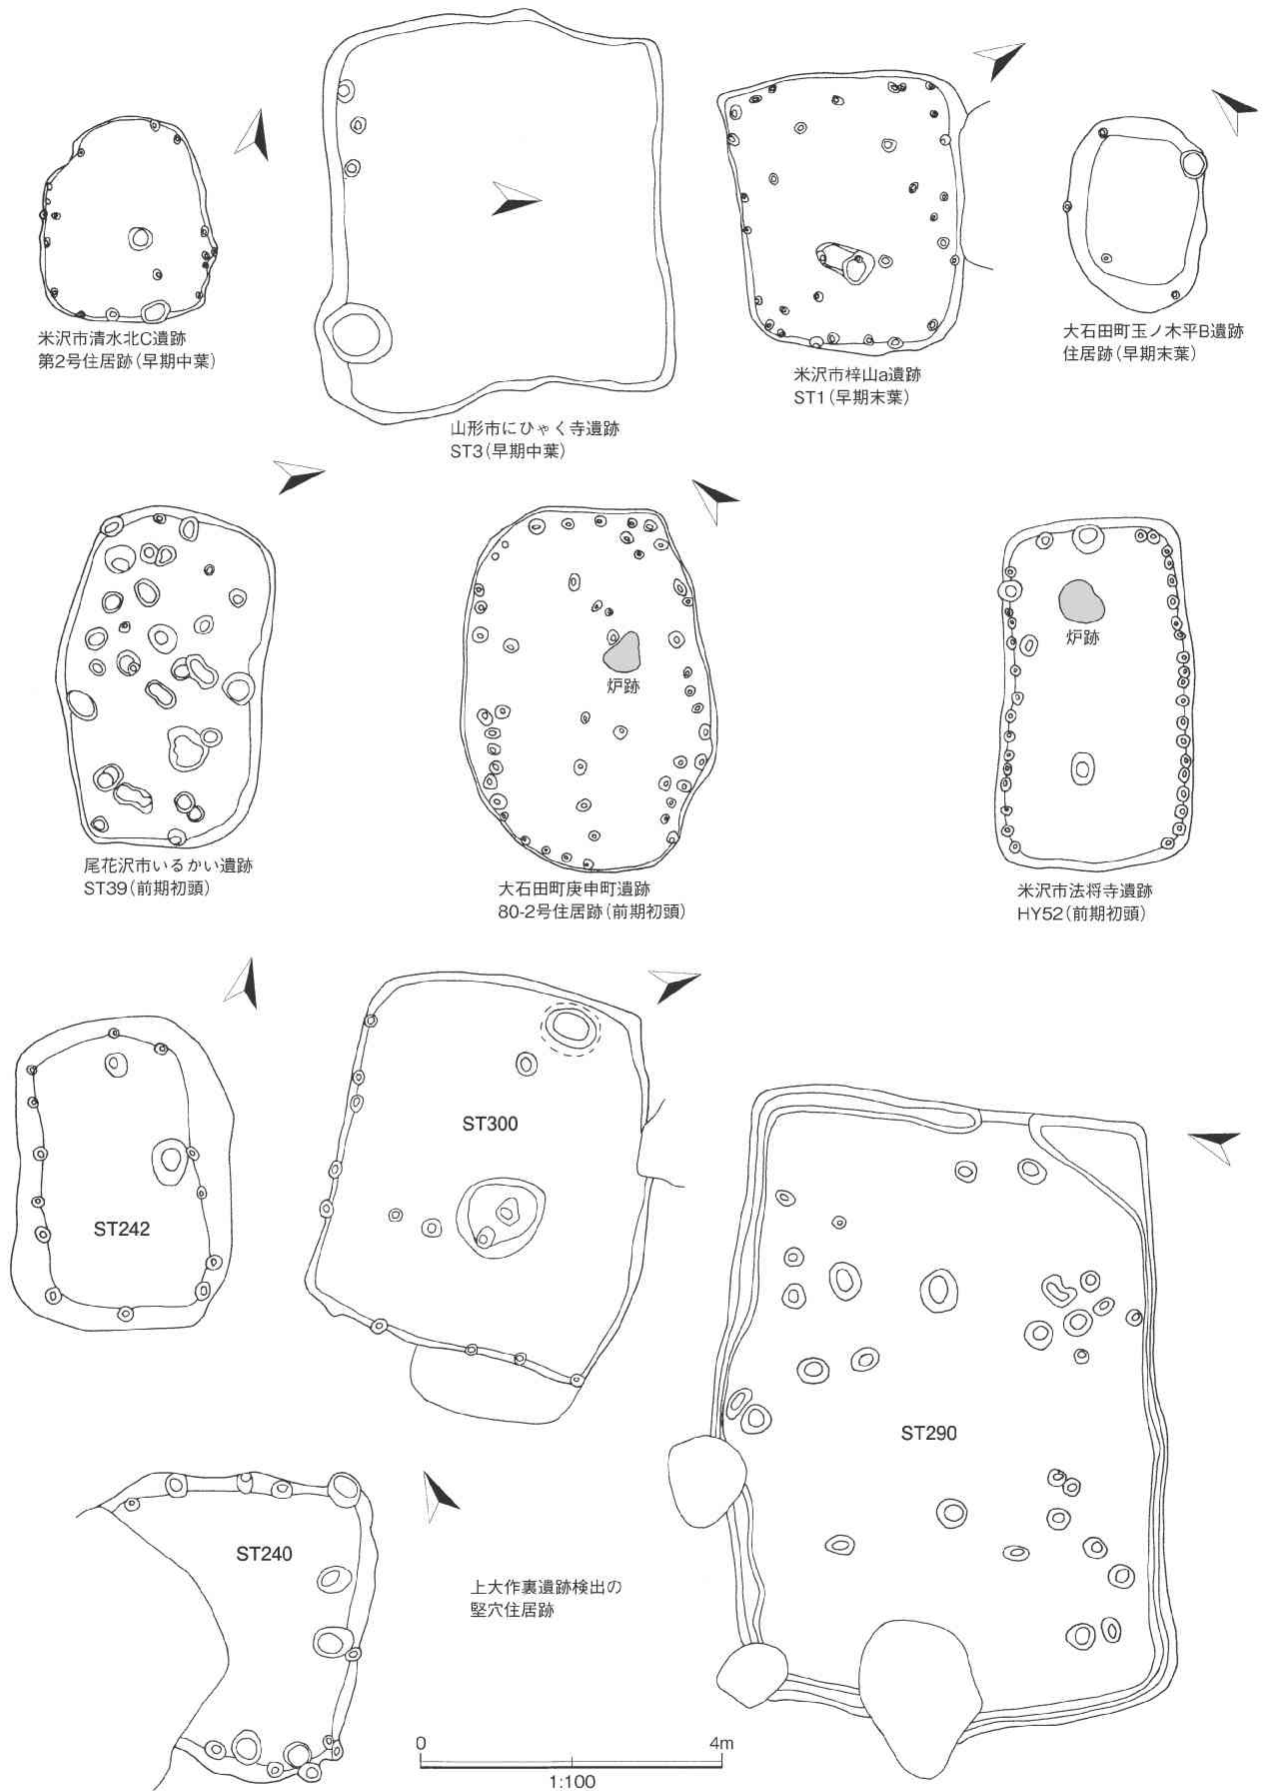 米沢市清水北C遺跡
第2号住居跡(早期中葉)
山形市にひゃく寺遺跡
ST3(早期中葉)
米沢市梓山a遺跡
ST1(早期末葉)
大石田町玉ノ木平B遺跡
住居跡(早期末葉)
炉跡
炉跡
尾花沢市いるかい遺跡
ST39(前期初頭)
大石田町庚申町遺跡
80-2号住居跡(前期初頭)
米沢市法将寺遺跡
HY52(前期初頭)
ST242
ST300
ST290
ST240
上大作裏遺跡検出の
竪穴住居跡
0 4m
1:100